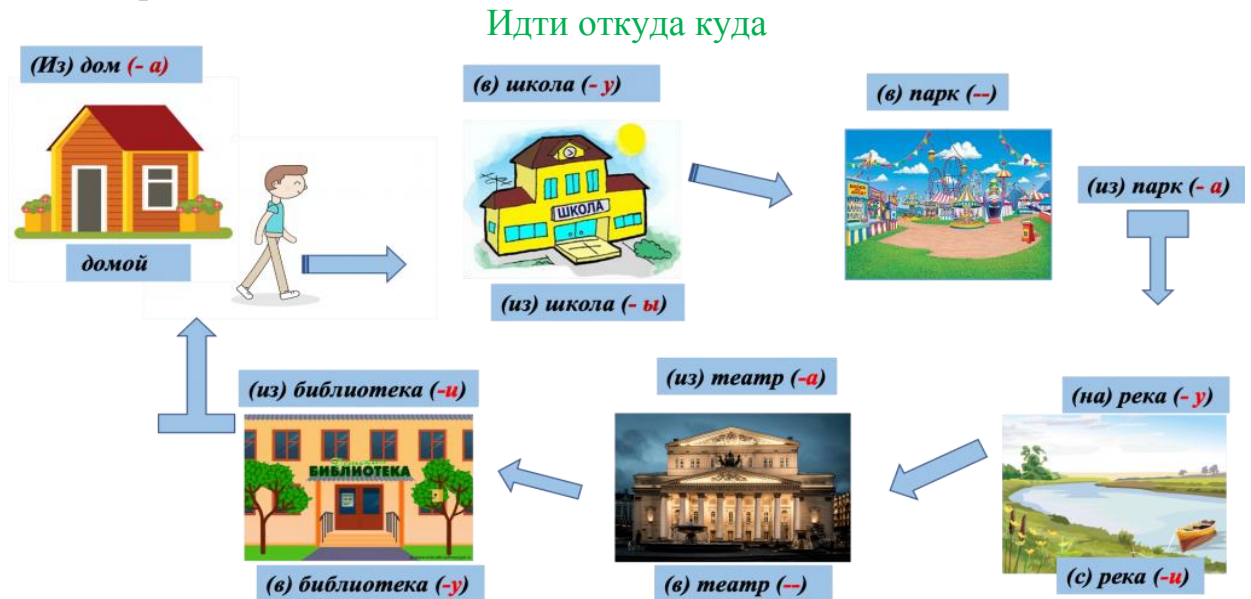 Идти откуда куда
(Из) дом (- а)
(в) школа (- у)
(в) парк (--)
(из) парк (- а)
ШКОЛА
домой
(из) школа (- ы)
(из) библиотека (-и)
(из) театр (-а)
(на) река (- у)
БИБЛИОТЕКА
(в) библиотека (-у)
(в) театр (--)
(с) река (-и)